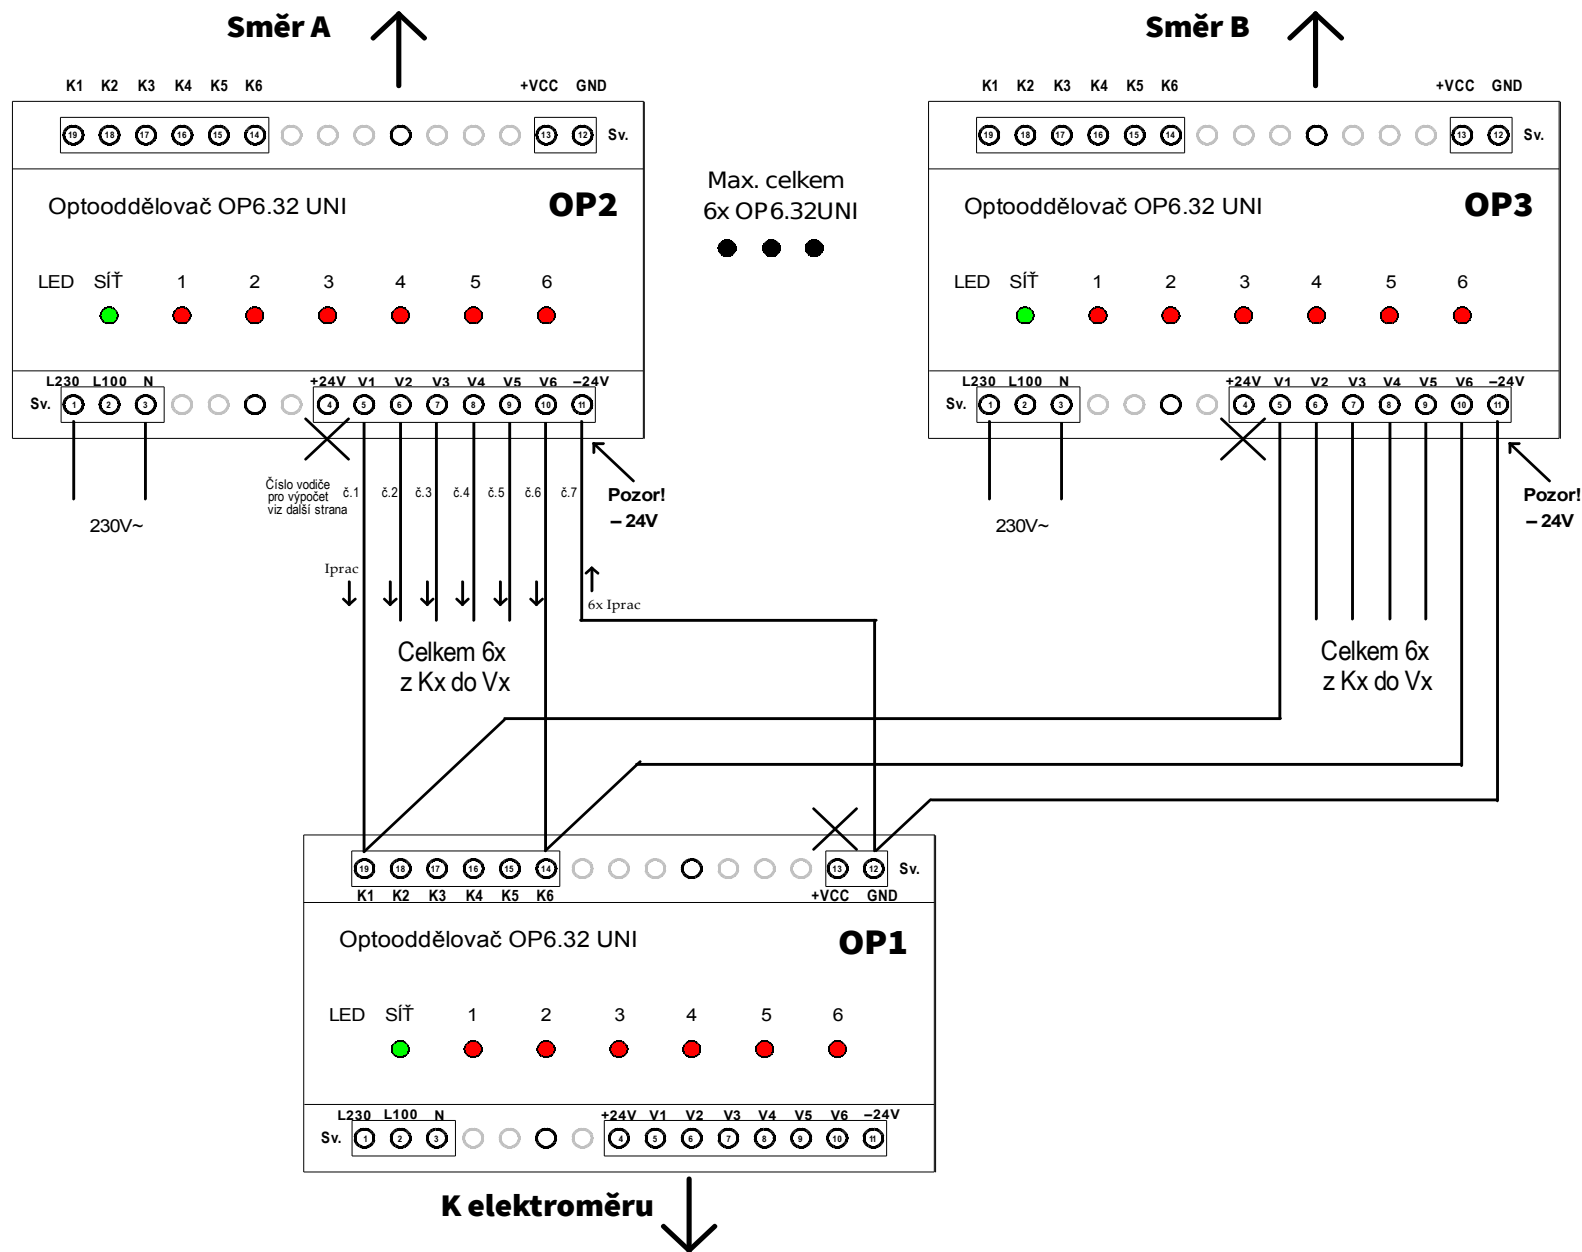 Směr A
Směr B
K1 K2 K3 K4 K5 K6 +VCC GND
K1 K2 K3 K4 K5 K6 +VCC GND
19 18 17 16 15 14 13 12 Sv.
19 18 17 16 15 14 13 12 Sv.
Max. celkem
6x OP6.32UNI
Optooddělovač OP6.32 UNI OP2
Optooddělovač OP6.32 UNI OP3
LED SÍŤ 1 2 3 4 5 6
LED SÍŤ 1 2 3 4 5 6
L230 L100 N +24V V1 V2 V3 V4 V5 V6 –24V
L230 L100 N +24V V1 V2 V3 V4 V5 V6 –24V
Sv. 1 2 3 4 5 6 7 8 9 10 11
Sv. 1 2 3 4 5 6 7 8 9 10 11
Číslo vodiče
pro výpočet
viz další strana
č.1 č.2 č.3 č.4 č.5 č.6 č.7
Pozor!
– 24V
Pozor!
– 24V
230V~
230V~
Iprac
6x Iprac
Celkem 6x
z Kx do Vx
Celkem 6x
z Kx do Vx
19 18 17 16 15 14 13 12 Sv.
K1 K2 K3 K4 K5 K6 +VCC GND
Optooddělovač OP6.32 UNI OP1
LED SÍŤ 1 2 3 4 5 6
L230 L100 N +24V V1 V2 V3 V4 V5 V6 –24V
Sv. 1 2 3 4 5 6 7 8 9 10 11
K elektroměru